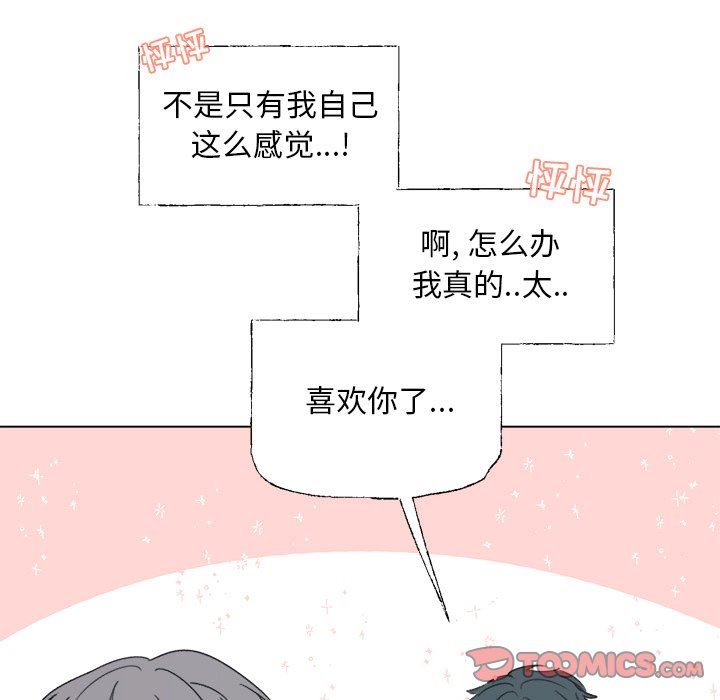 怦怦
不是只有我自己
这么感觉...!
怦怦
啊, 怎么办
我真的..太..
喜欢你了...
TOOMICS.COM